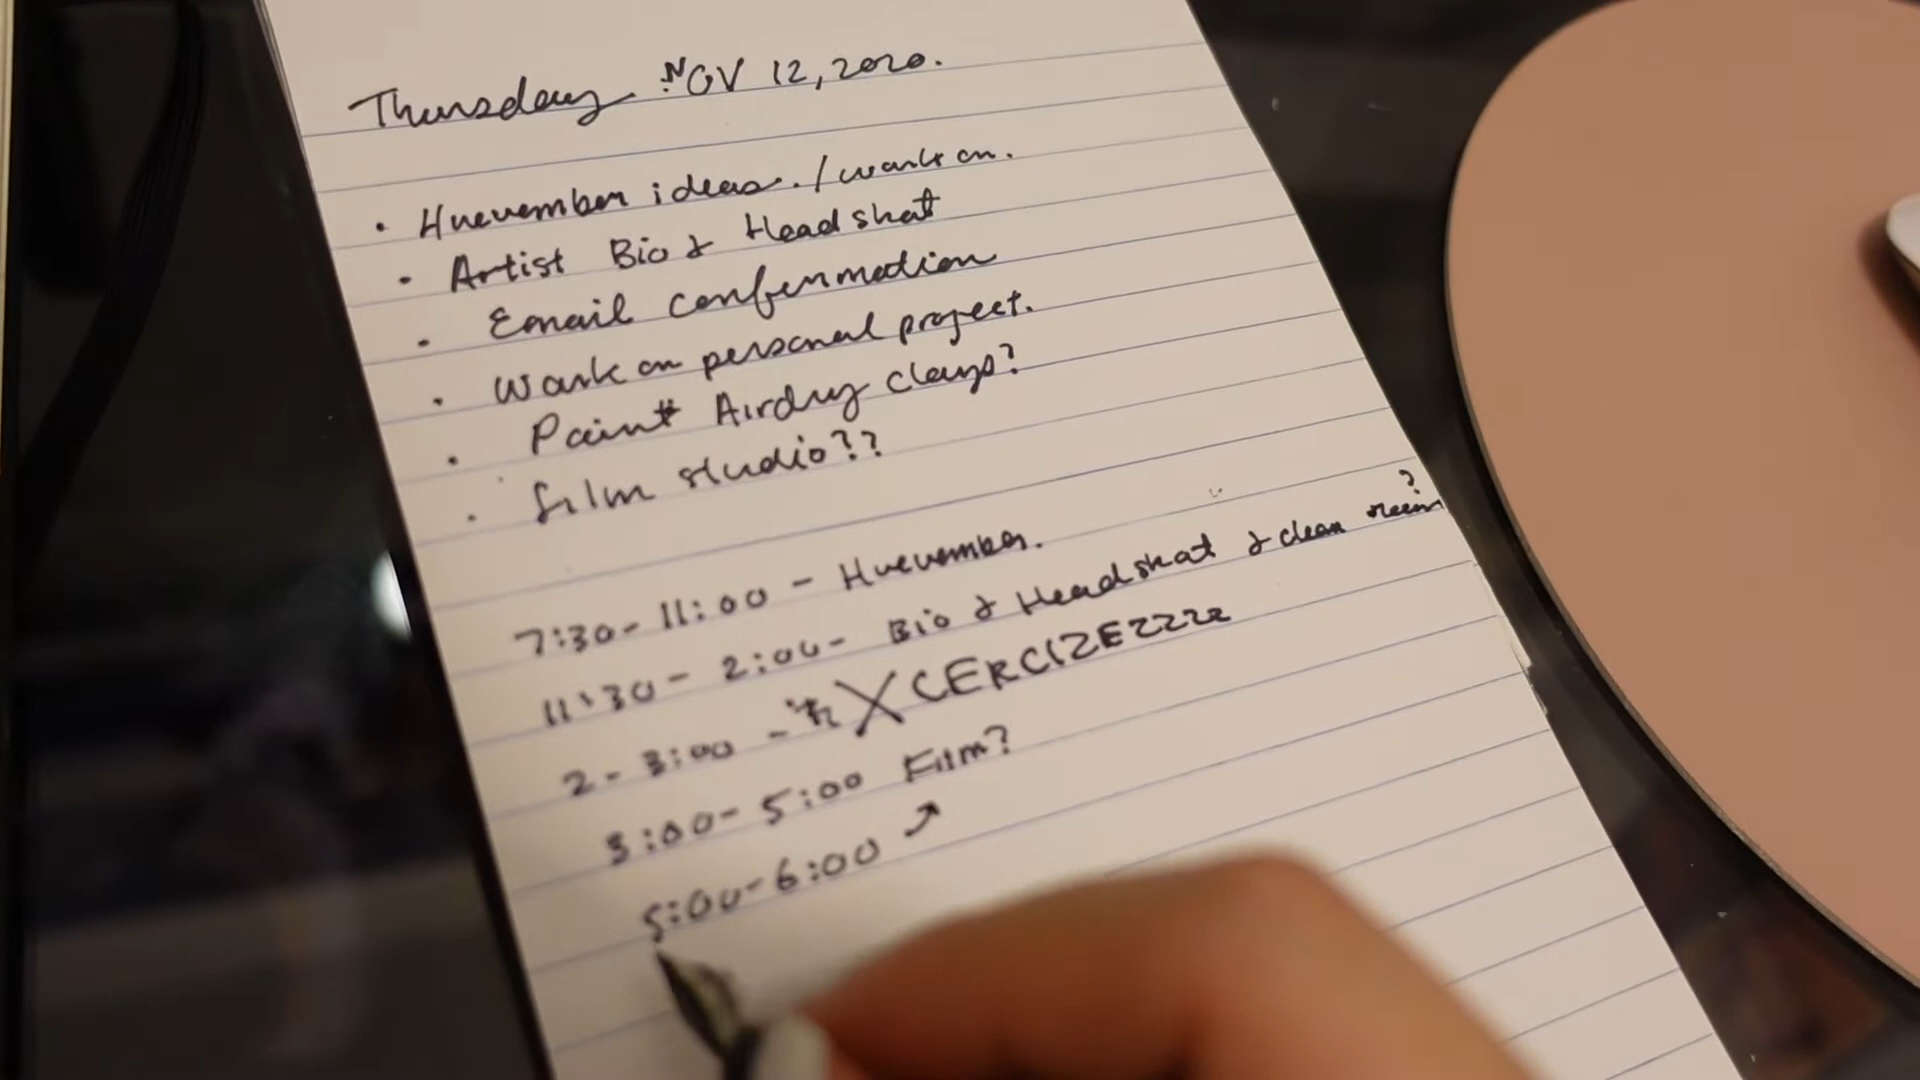 Thursday NOV 12, 2020.
• Huevember ideas. / work on.
• Artist Bio & Headshot
• Email confermation
• Work on personal project.
• Paint Airdry clays?
• film studio??
7:30 - 11:00 - Huevember.
11:30 - 2:00 - Bio & Headshot & clean room?
2 - 3:00 - XCERCIZEZZZZ
3:00 - 5:00 Film?
5:00 - 6:00 ↗